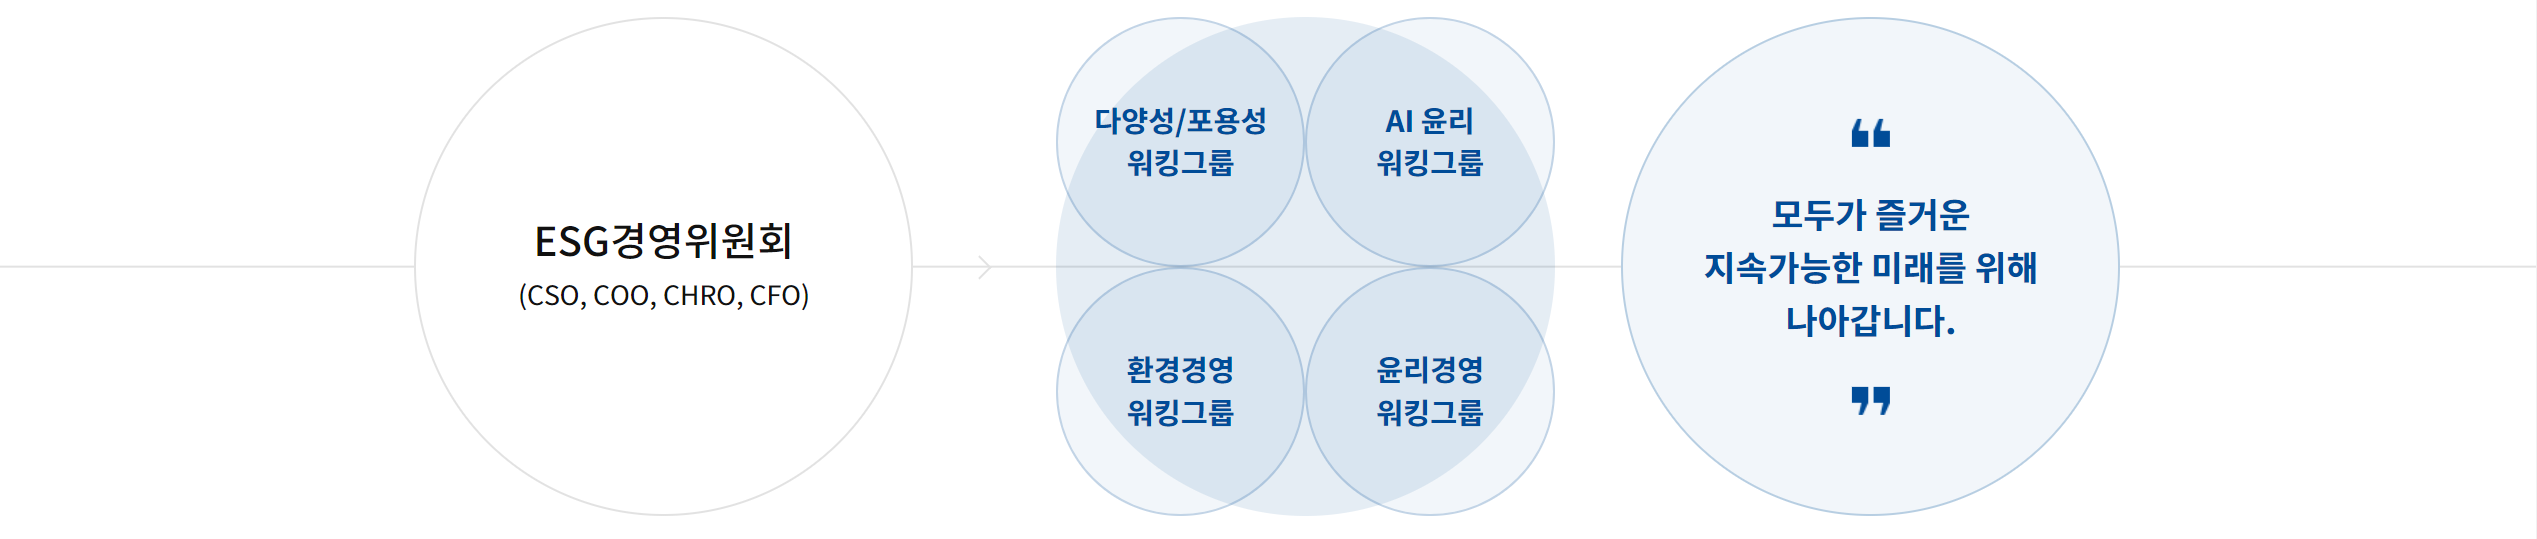 ESG경영위원회
(CSO, COO, CHRO, CFO)
다양성/포용성
워킹그룹
AI 윤리
워킹그룹
환경경영
워킹그룹
윤리경영
워킹그룹
❝
모두가 즐거운
지속가능한 미래를 위해
나아갑니다.
❞